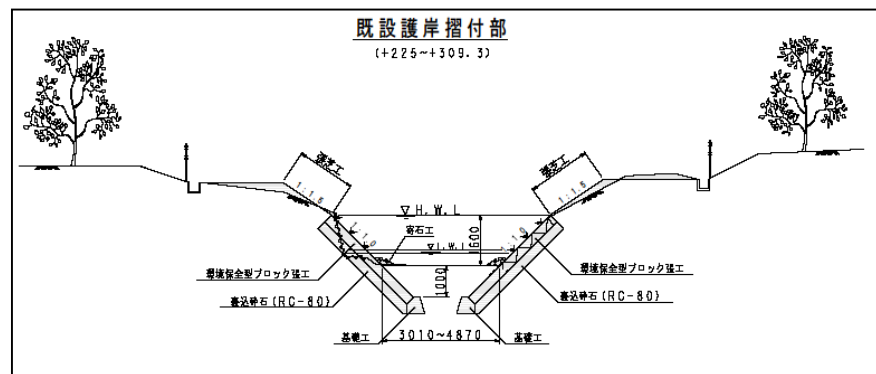 既設護岸摺付部
(+225~+309.3)
張芝工
張芝工
1:1.5
1:1.5
H.W.L
1:1.0
寄石工
L.W.L
1600
1:1.0
環境保全型ブロック張工
環境保全型ブロック張工
1000
裏込砕石(RC-80)
裏込砕石(RC-80)
基礎工
3010~4870
基礎工